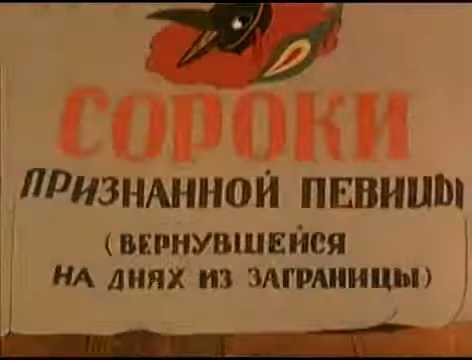 СОРОКИ
ПРИЗНАННОЙ ПЕВИЦЫ
(ВЕРНУВШЕЙСЯ
НА ДНЯХ ИЗ ЗАГРАНИЦЫ)